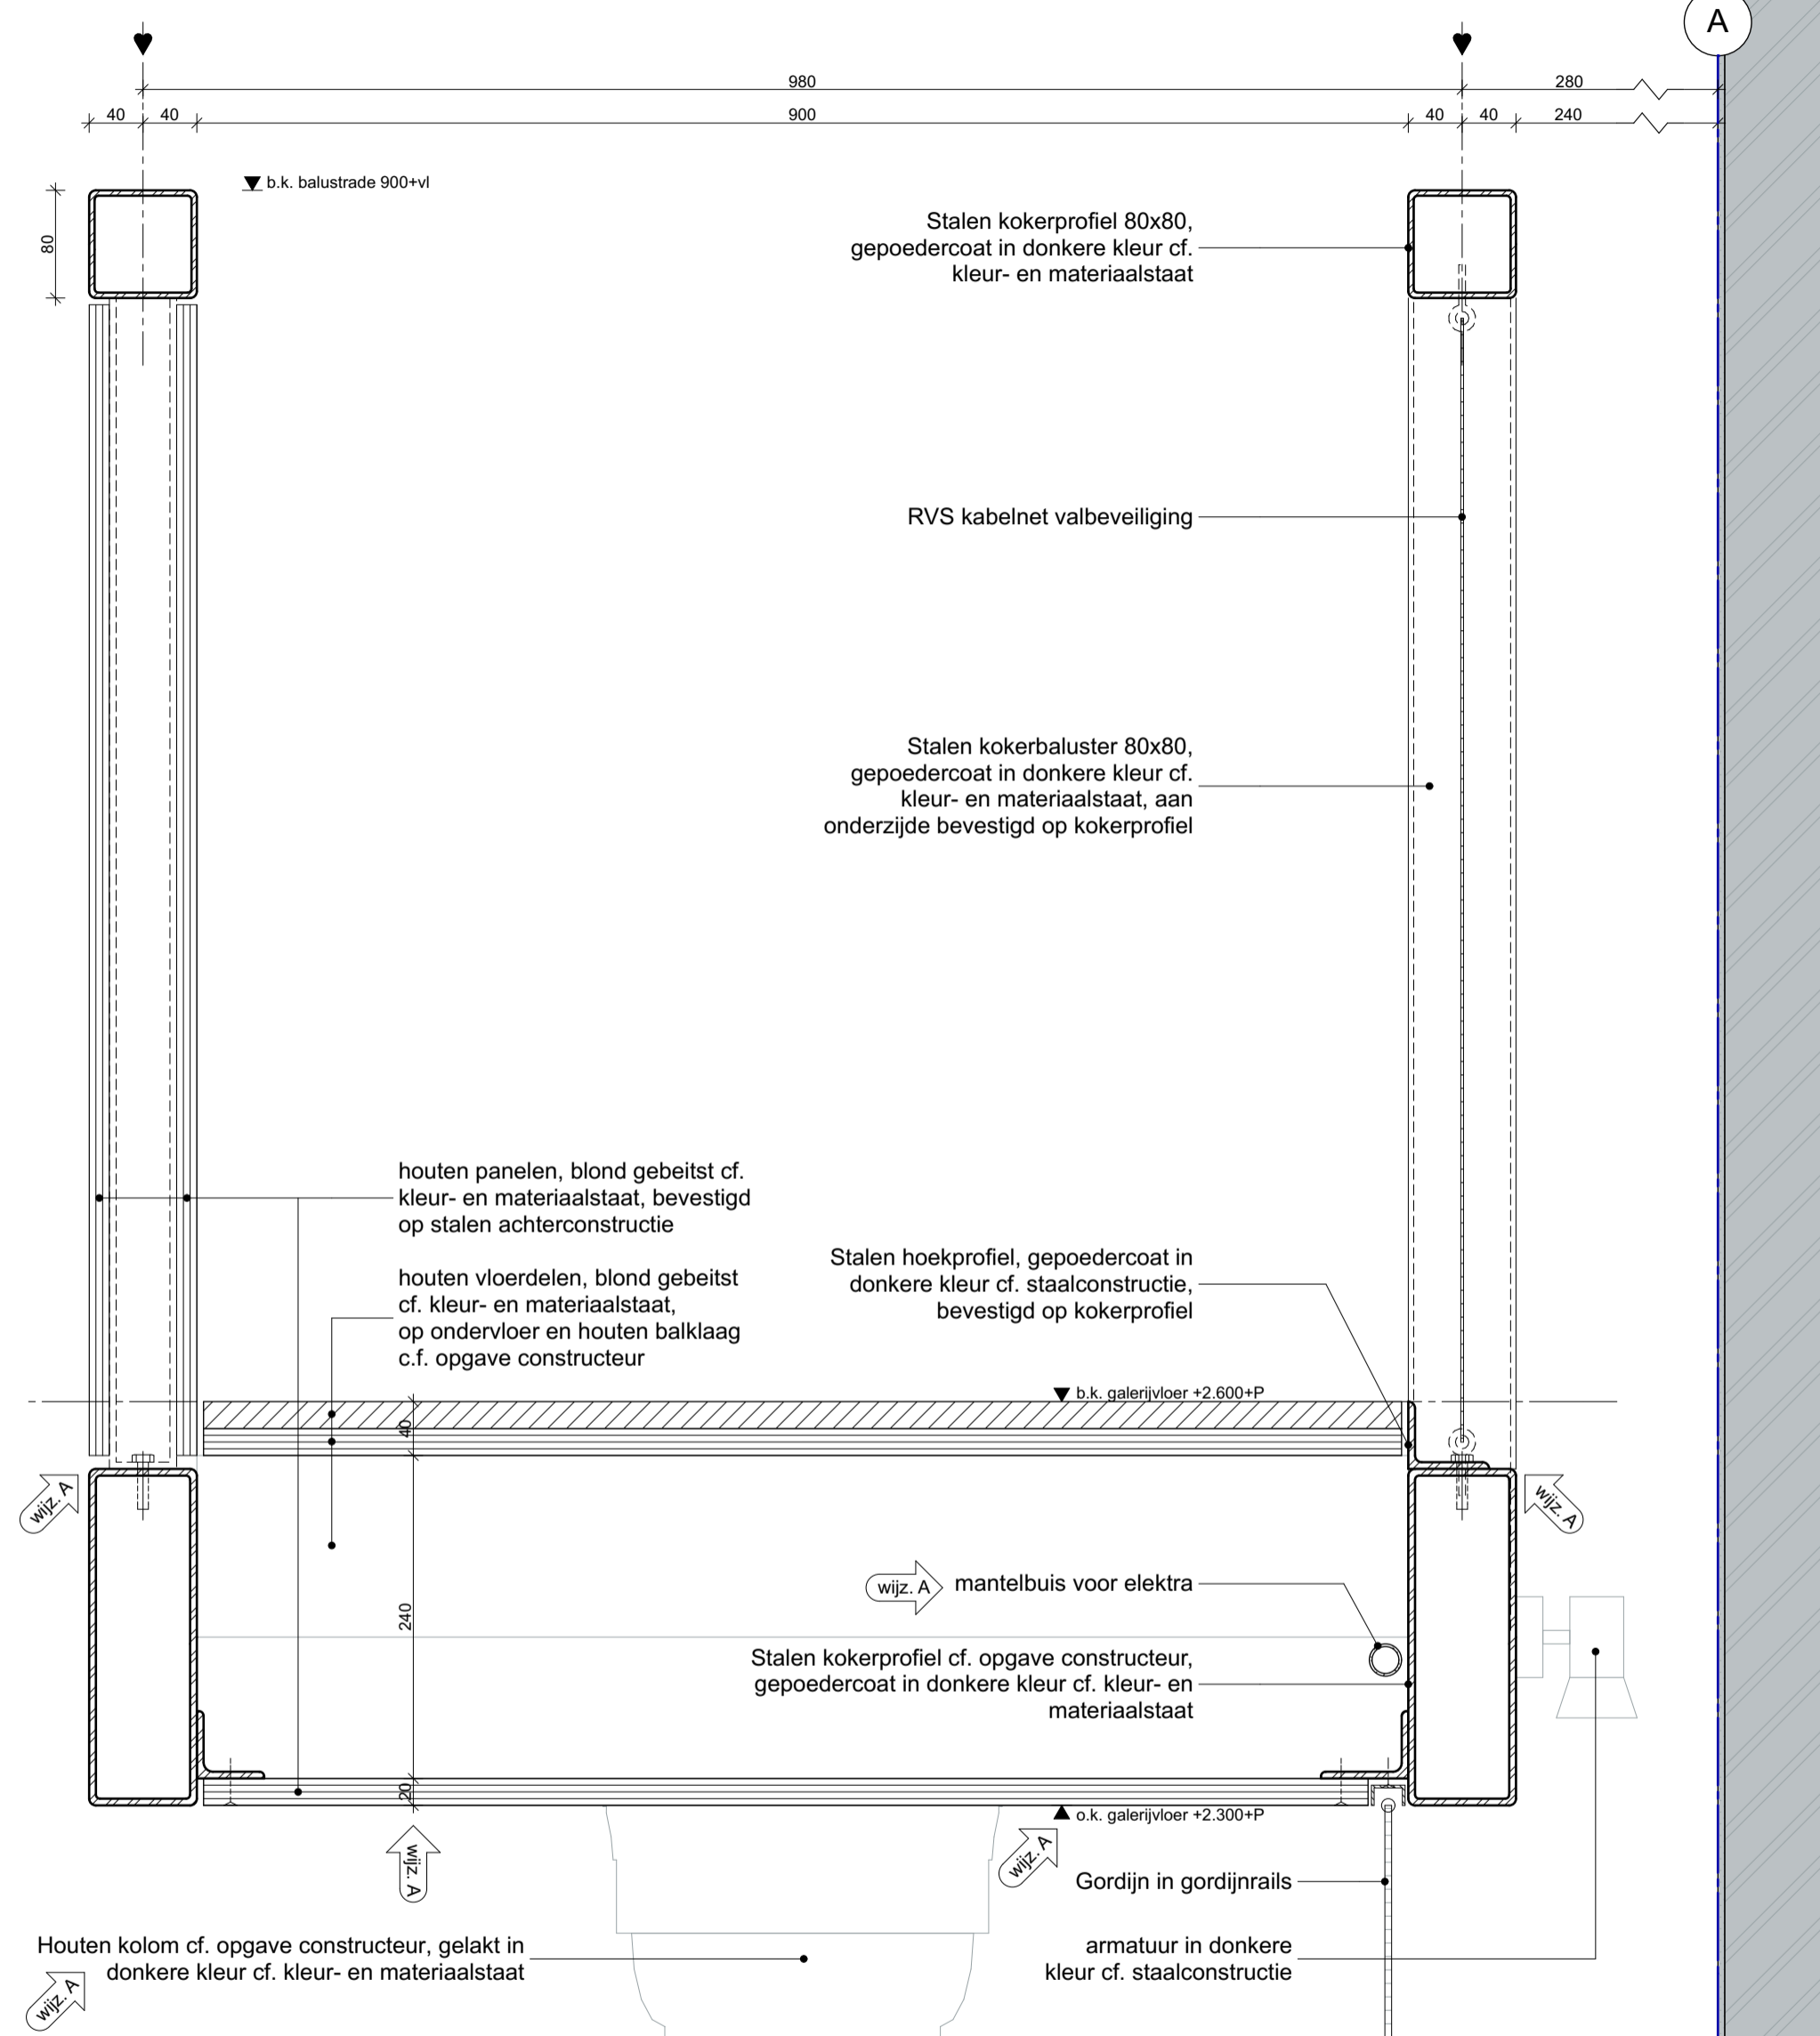 A
980
280
40
40
900
40
40
240
b.k. balustrade 900+vl
80
Stalen kokerprofiel 80x80,
gepoedercoat in donkere kleur cf.
kleur- en materiaalstaat
RVS kabelnet valbeveiliging
Stalen kokerbaluster 80x80,
gepoedercoat in donkere kleur cf.
kleur- en materiaalstaat, aan
onderzijde bevestigd op kokerprofiel
houten panelen, blond gebeitst cf.
kleur- en materiaalstaat, bevestigd
op stalen achterconstructie
houten vloerdelen, blond gebeitst
cf. kleur- en materiaalstaat,
op ondervloer en houten balklaag
c.f. opgave constructeur
Stalen hoekprofiel, gepoedercoat in
donkere kleur cf. staalconstructie,
bevestigd op kokerprofiel
b.k. galerijvloer +2.600+P
40
wijz. A
wijz. A
wijz. A
mantelbuis voor elektra
240
Stalen kokerprofiel cf. opgave constructeur,
gepoedercoat in donkere kleur cf. kleur- en
materiaalstaat
20
o.k. galerijvloer +2.300+P
wijz. A
wijz. A
Gordijn in gordijnrails
Houten kolom cf. opgave constructeur, gelakt in
donkere kleur cf. kleur- en materiaalstaat
wijz. A
armatuur in donkere
kleur cf. staalconstructie